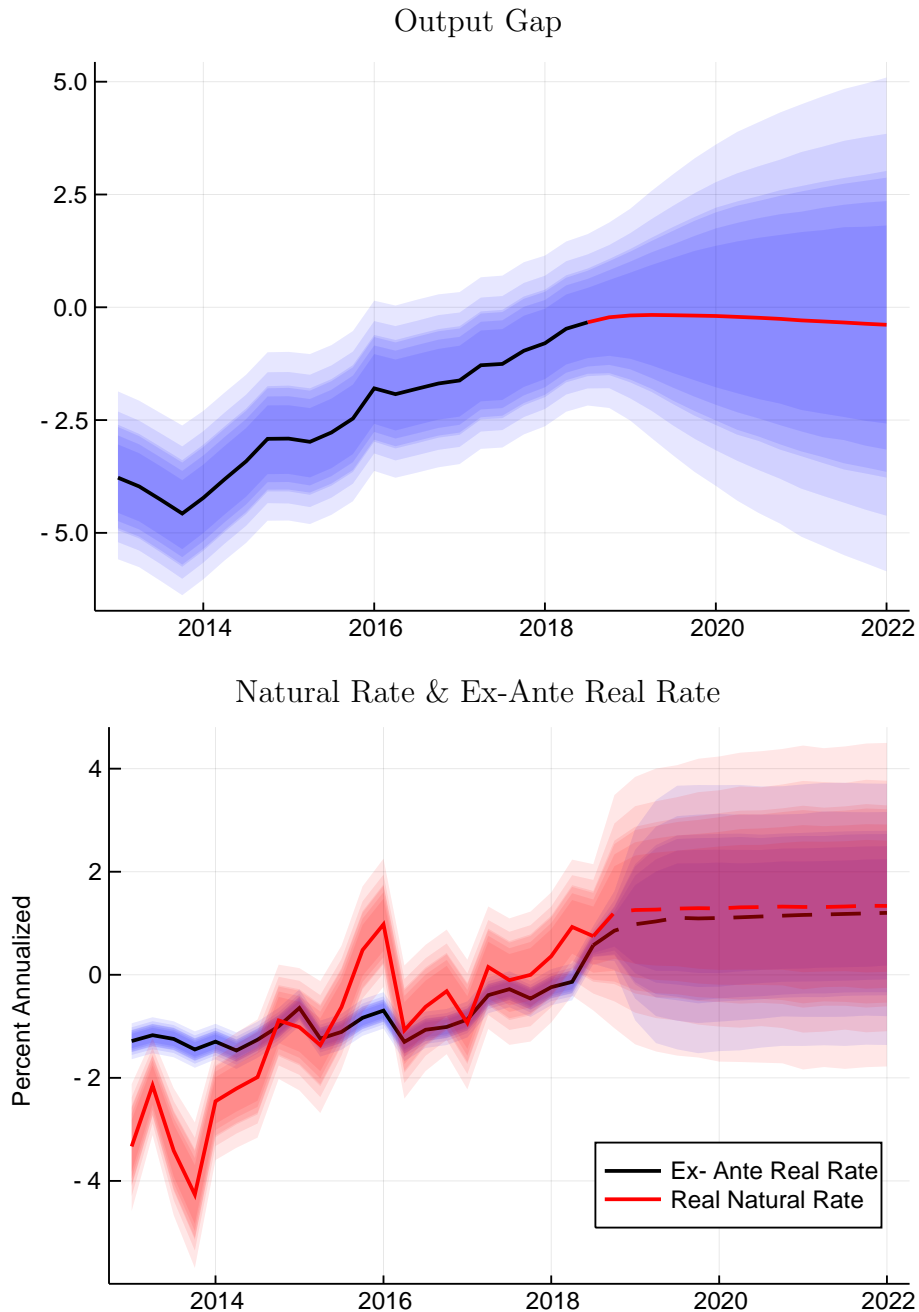 Output Gap
5.0
2.5
0.0
- 2.5
- 5.0
2014 2016 2018 2020 2022
Natural Rate & Ex-Ante Real Rate
Percent Annualized
4
2
0
- 2
- 4
Ex- Ante Real Rate
Real Natural Rate
2014 2016 2018 2020 2022